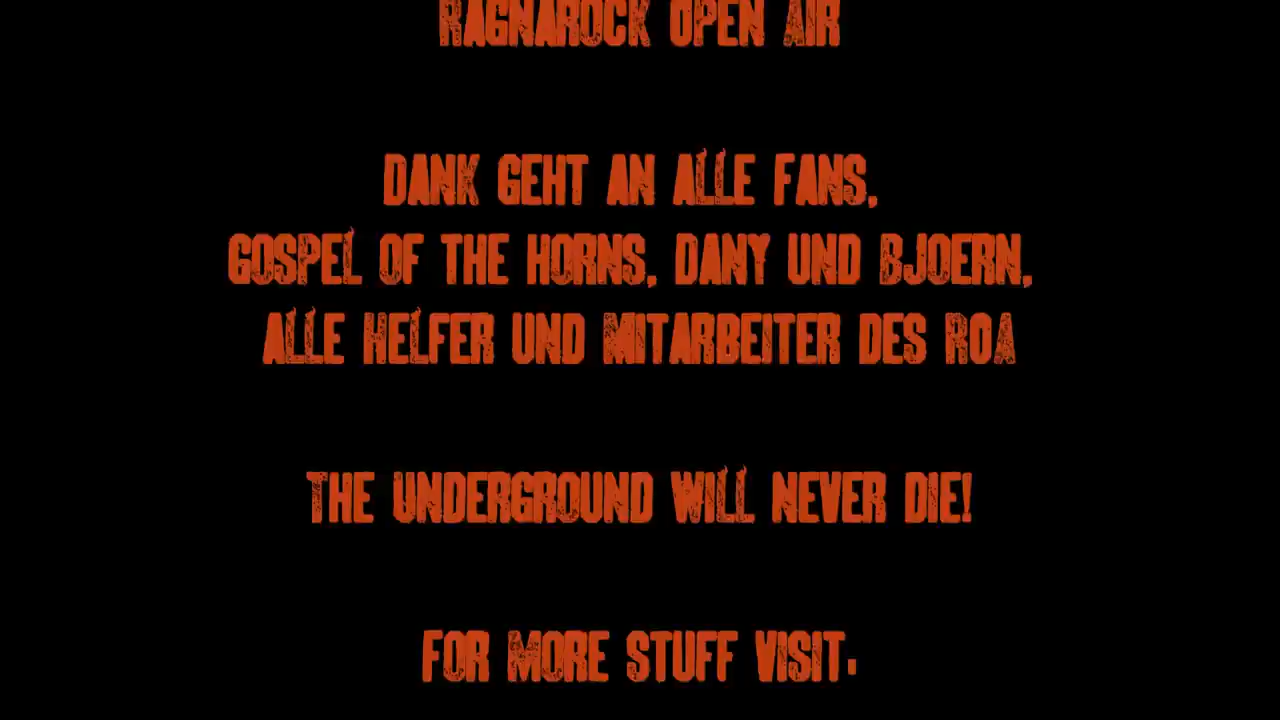 RAGNAROCK OPEN AIR
DANK GEHT AN ALLE FANS,
GOSPEL OF THE HORNS, DANY UND BJOERN,
ALLE HELFER UND MITARBEITER DES ROA
THE UNDERGROUND WILL NEVER DIE!
FOR MORE STUFF VISIT: